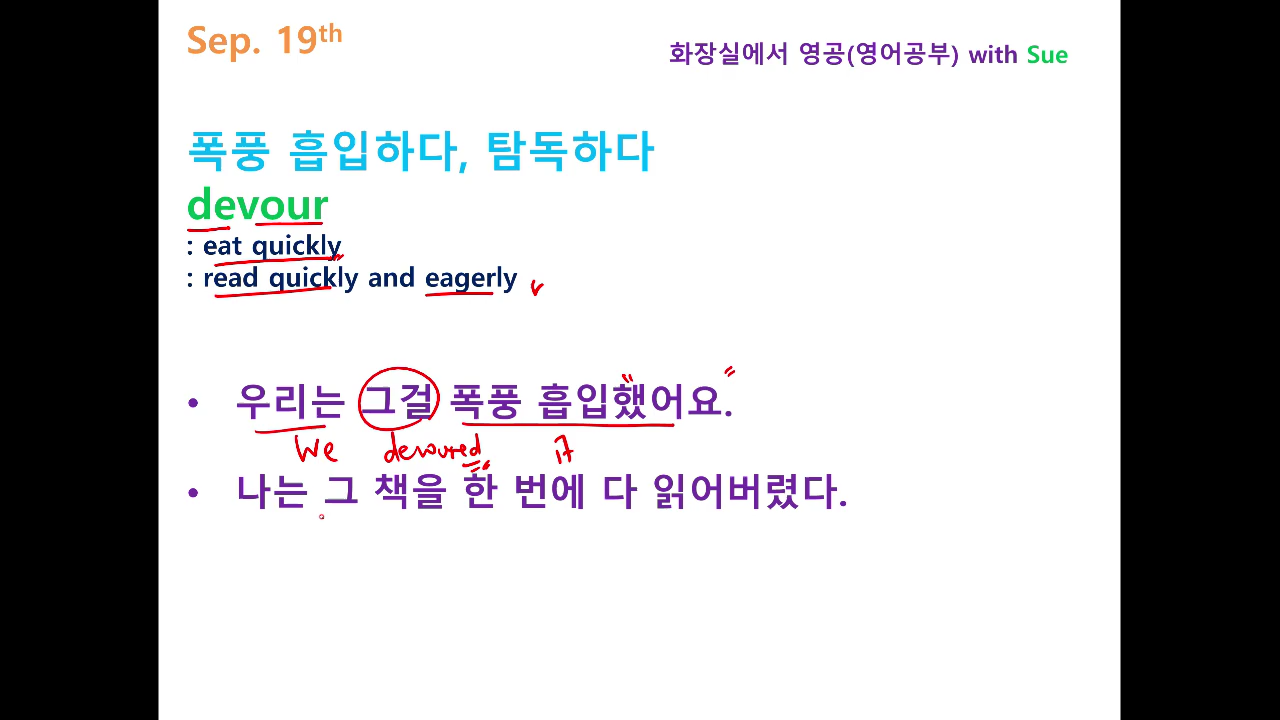 Sep. 19th
화장실에서 영공(영어공부) with Sue
폭풍 흡입하다, 탐독하다
devour
: eat quickly
: read quickly and eagerly
• 우리는 그걸 폭풍 흡입했어요.
We devoured it
• 나는 그 책을 한 번에 다 읽어버렸다.